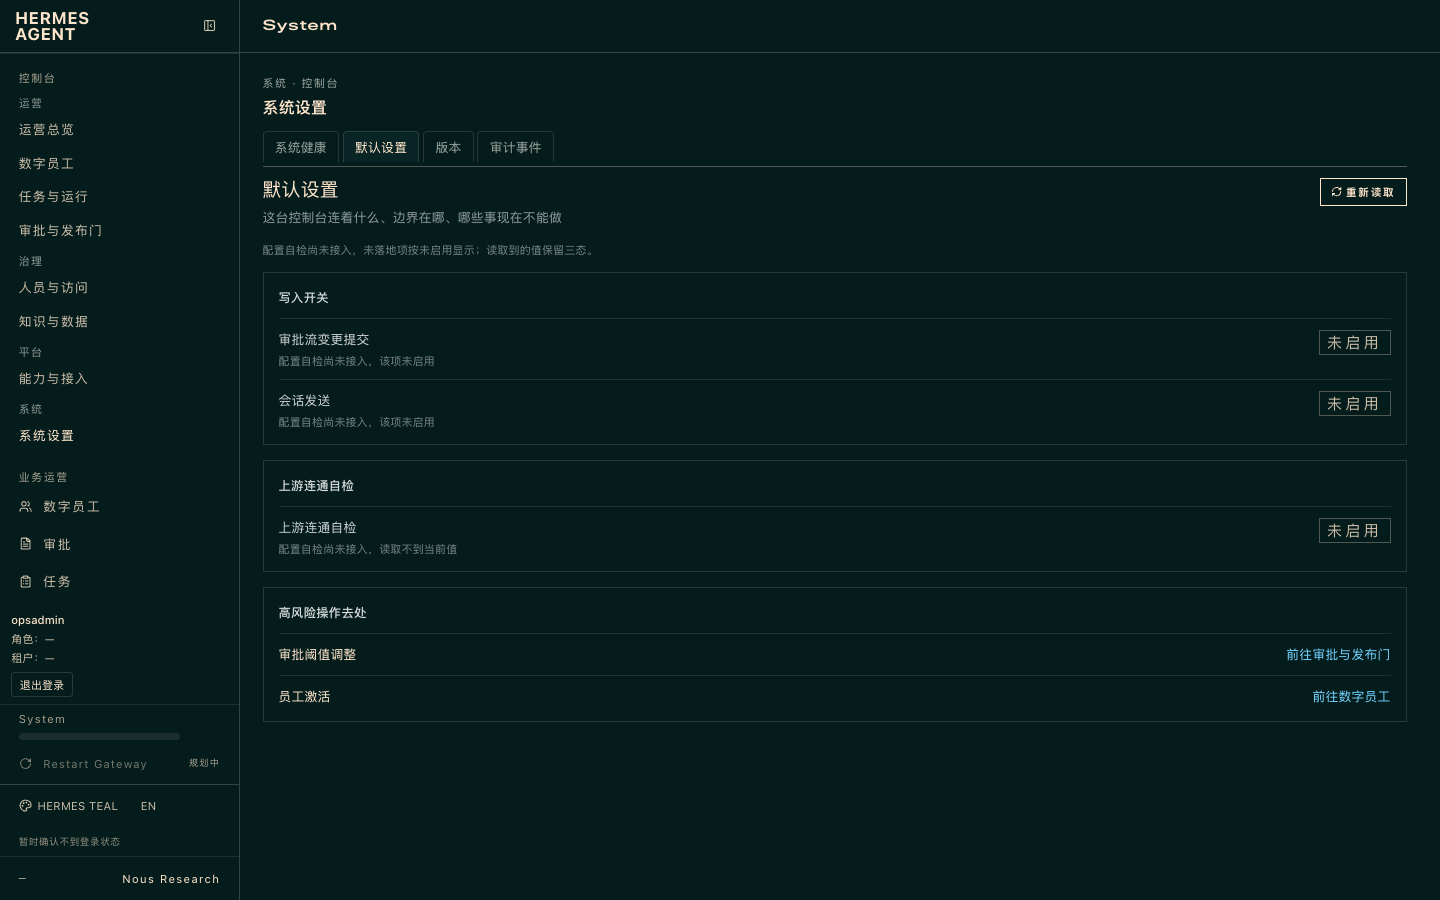 HERMES
AGENT
控制台
运营
运营总览
数字员工
任务与运行
审批与发布门
治理
人员与访问
知识与数据
平台
能力与接入
系统
系统设置
业务运营
数字员工
审批
任务
opsadmin
角色： —
租户： —
退出登录
System
Restart Gateway 规划中
HERMES TEAL EN
暂时确认不到登录状态
— Nous Research
System
系统 · 控制台
系统设置
系统健康 默认设置 版本 审计事件
默认设置
重新读取
这台控制台连着什么、边界在哪、哪些事现在不能做
配置自检尚未接入，未落地项按未启用显示；读取到的值保留三态。
写入开关
审批流变更提交
未启用
配置自检尚未接入，该项未启用
会话发送
未启用
配置自检尚未接入，该项未启用
上游连通自检
上游连通自检
未启用
配置自检尚未接入，读取不到当前值
高风险操作去处
审批阈值调整 前往审批与发布门
员工激活 前往数字员工